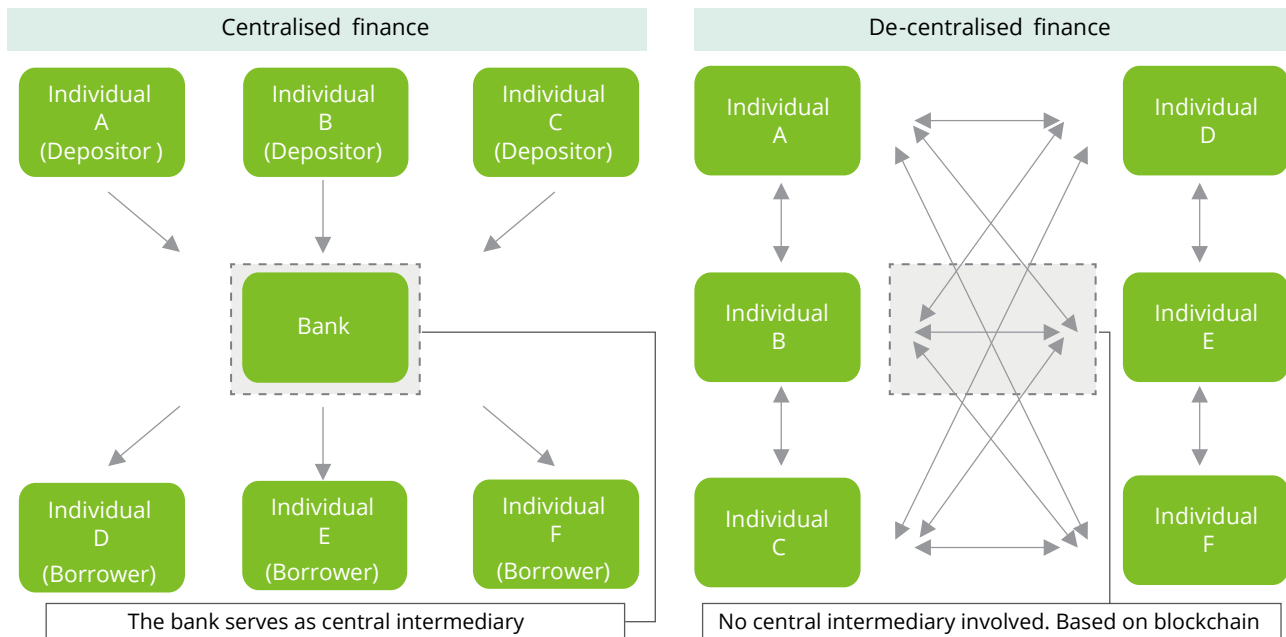 Centralised finance
Individual
A
(Depositor )
Individual
B
(Depositor)
Individual
C
(Depositor)
Bank
Individual
D
(Borrower)
Individual
E
(Borrower)
Individual
F
(Borrower)
The bank serves as central intermediary
De-centralised finance
Individual
A
Individual
D
Individual
B
Individual
E
Individual
C
Individual
F
No central intermediary involved. Based on blockchain